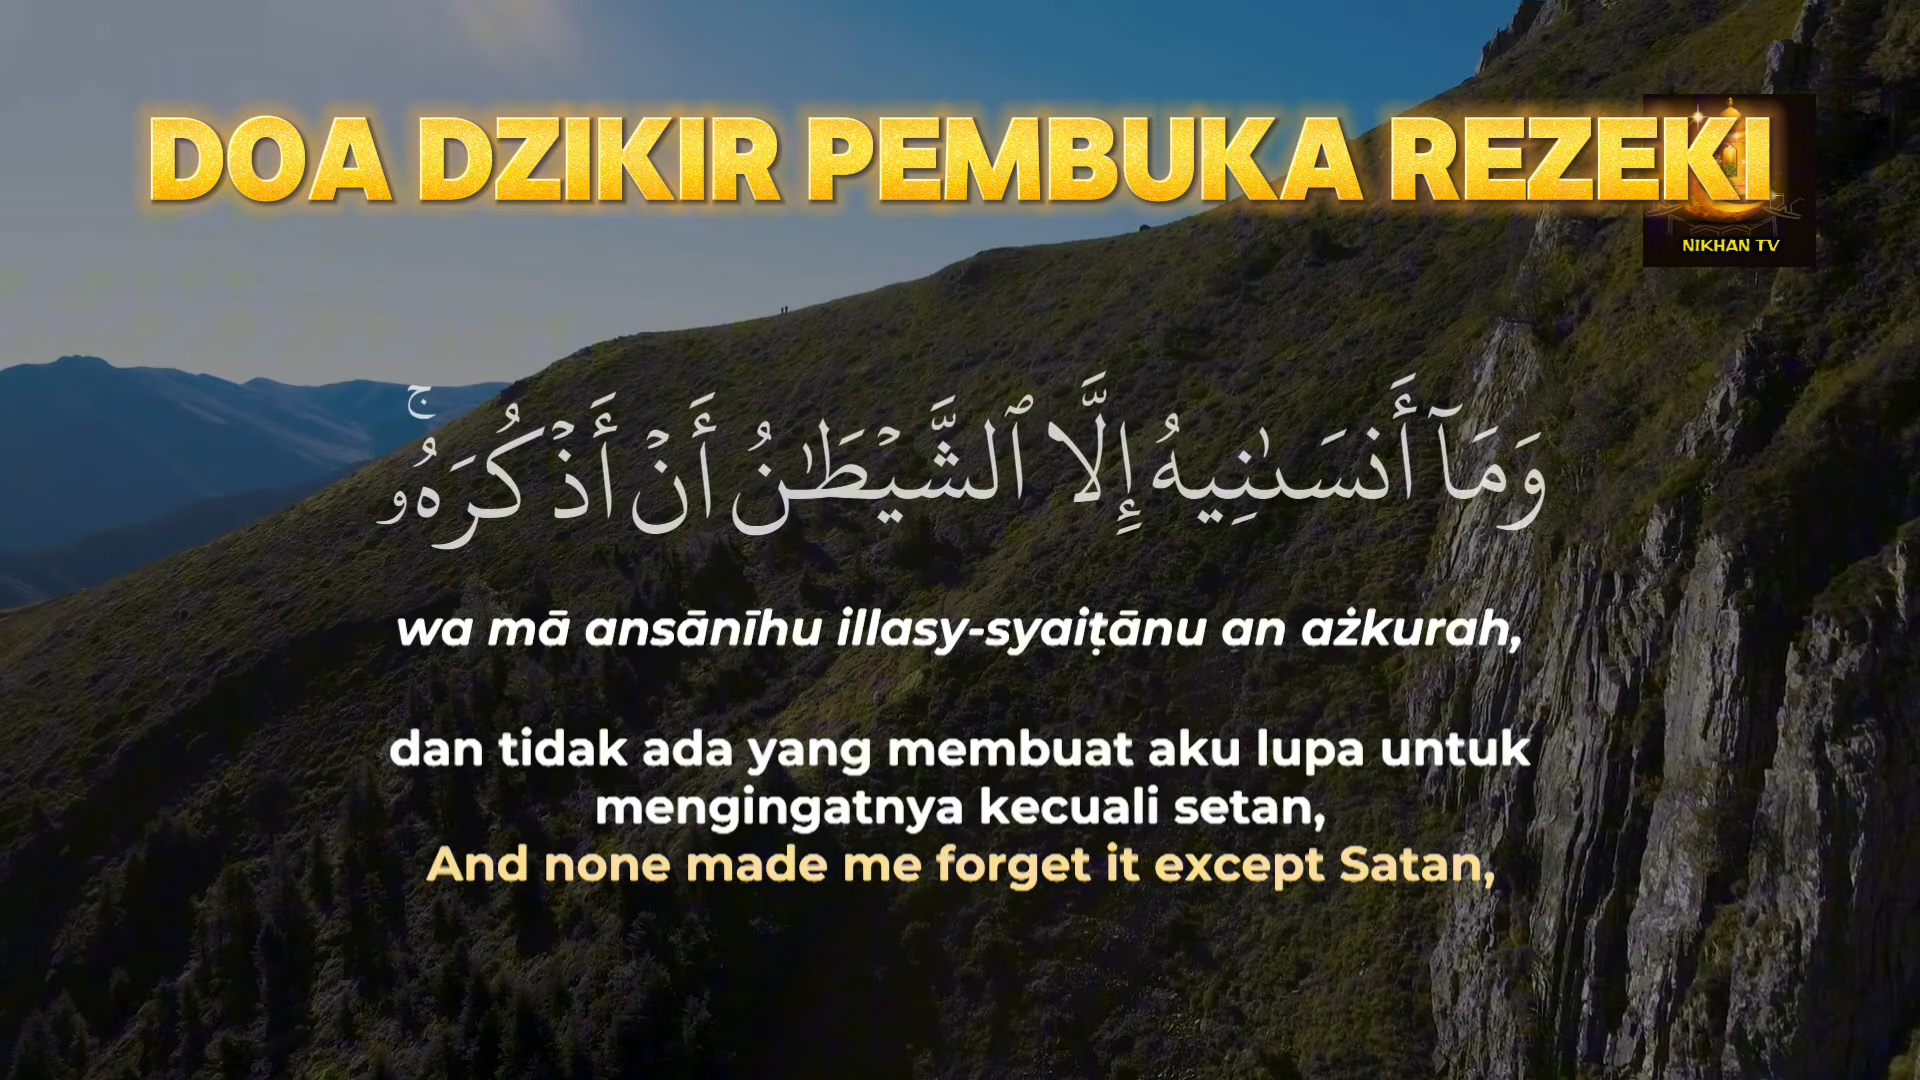 DOA DZIKIR PEMBUKA REZEKI
NIKHAN TV
وَمَآ أَنسَىٰنِيهُ إِلَّا ٱلشَّيْطَـٰنُ أَنْ أَذْكُرَهُۥ ۚ
wa mā ansānīhu illasy-syaiṭānu an ażkurah,
dan tidak ada yang membuat aku lupa untuk
mengingatnya kecuali setan,
And none made me forget it except Satan,